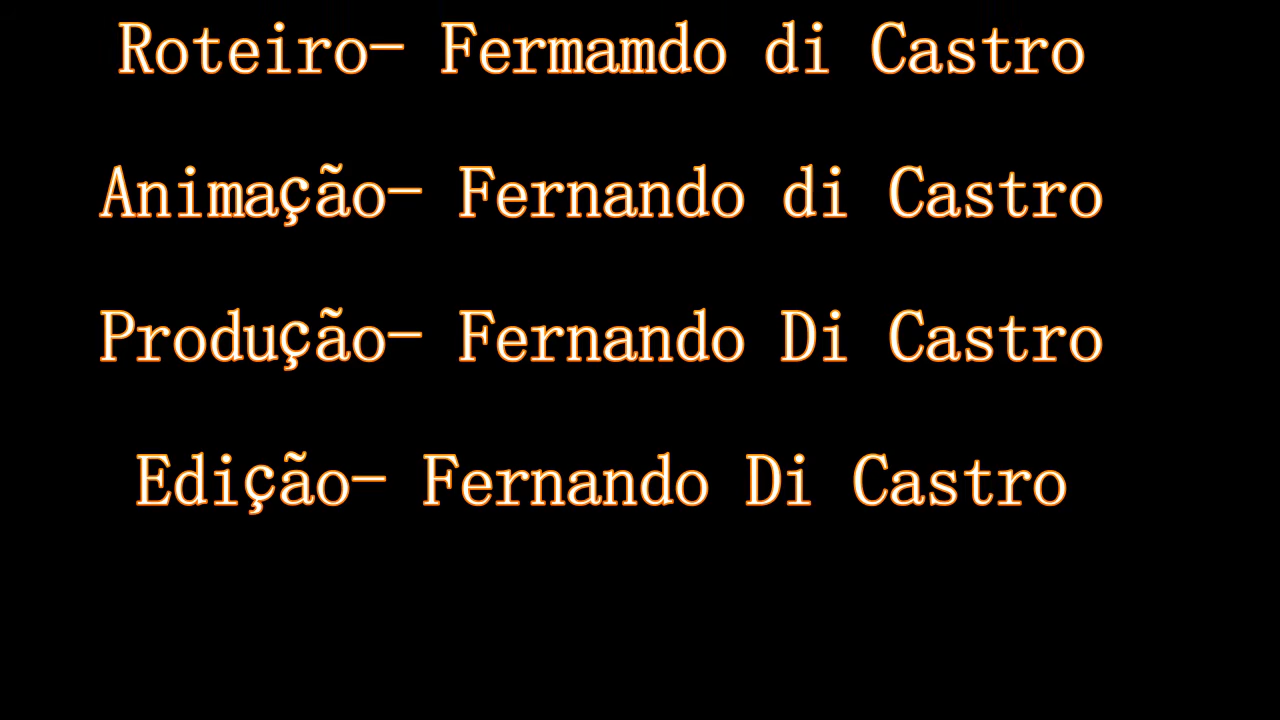 Roteiro- Fermamdo di Castro
Animação- Fernando di Castro
Produção- Fernando Di Castro
Edição- Fernando Di Castro